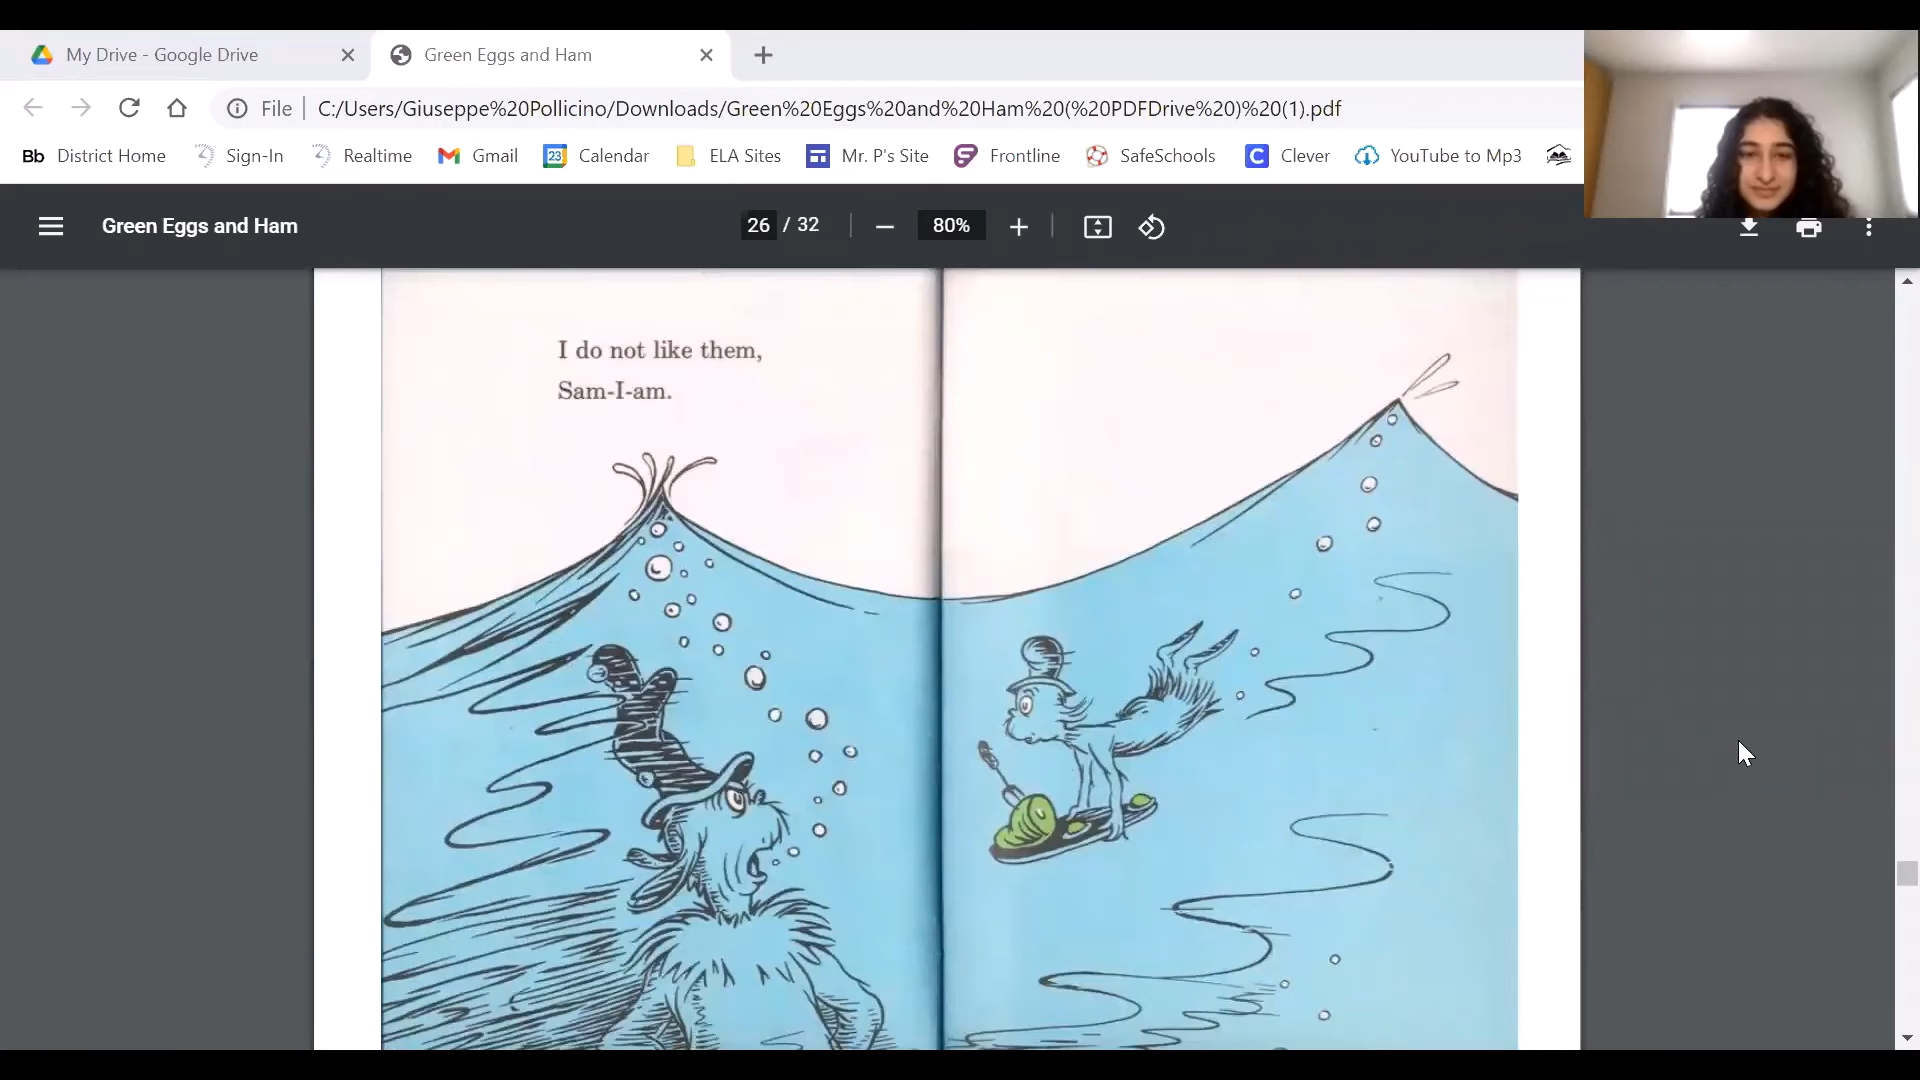 My Drive - Google Drive
Green Eggs and Ham
File
C:/Users/Giuseppe%20Pollicino/Downloads/Green%20Eggs%20and%20Ham%20(%20PDFDrive%20)%20(1).pdf
Bb District Home
Sign-In
Realtime
Gmail
23 Calendar
ELA Sites
Mr. P's Site
Frontline
SafeSchools
C Clever
YouTube to Mp3
Green Eggs and Ham
26 / 32
80%
I do not like them,
Sam-I-am.